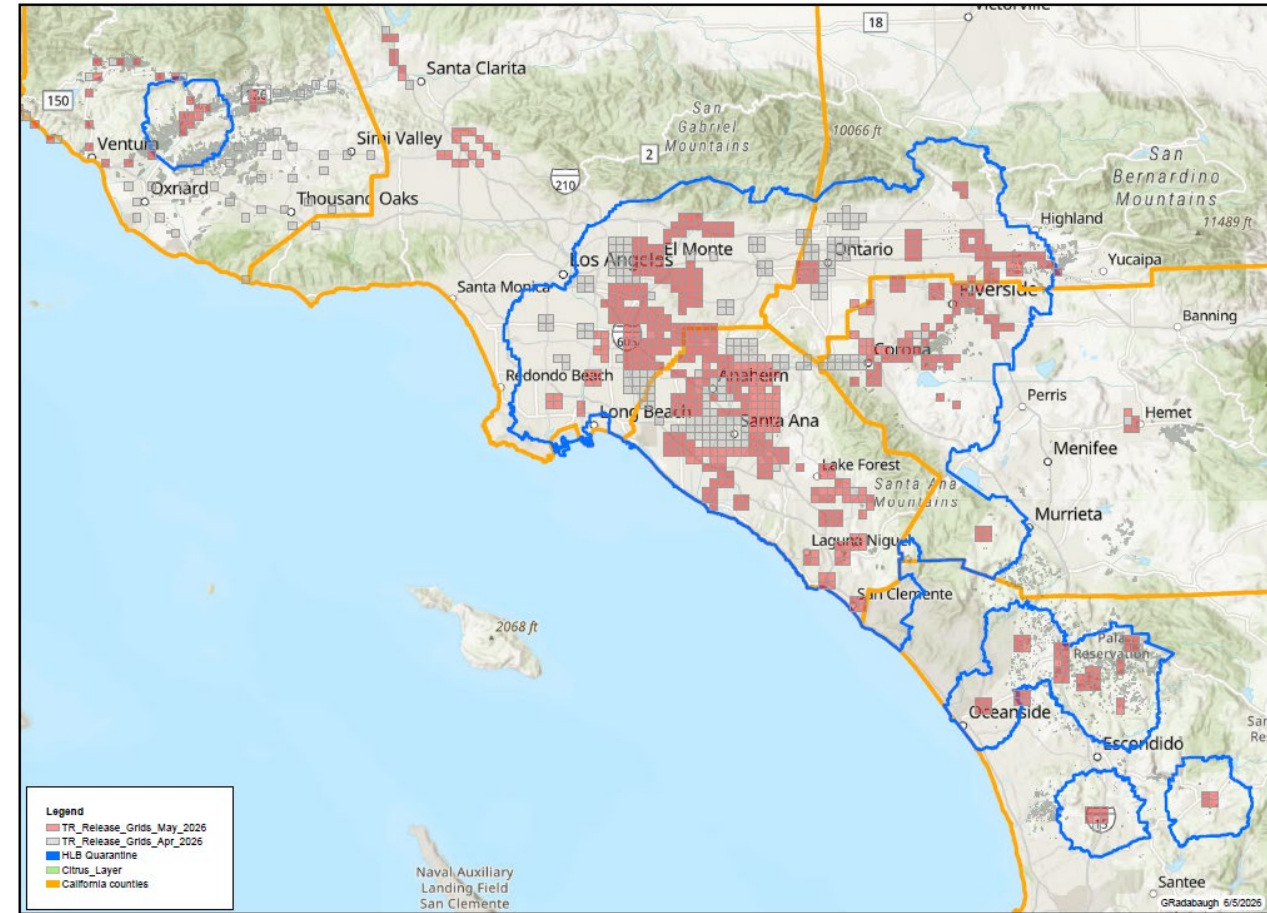 Victorville
18
Santa Clarita
150
126
San
Gabriel
Mountains
10066 ft
Simi Valley
Ventura
2
San
Bernardino
Mountains
210
Oxnard
Thousand Oaks
Highland
11489 ft
El Monte
Ontario
Los Angeles
Yucaipa
Santa Monica
Riverside
Banning
605
Corona
Redondo Beach
Anaheim
Perris
Long Beach
Hemet
Santa Ana
Menifee
Lake Forest
Santa Ana
Mountains
Murrieta
Laguna Niguel
San Clemente
2068 ft
Pala
Reservation
Oceanside
San
Res
Escondido
15
Legend
TR_Release_Grids_May_2026
TR_Release_Grids_Apr_2026
HLB Quarantine
Citrus_Layer
California counties
Naval Auxiliary
Landing Field
San Clemente
Santee
GRadabaugh 6/5/2026